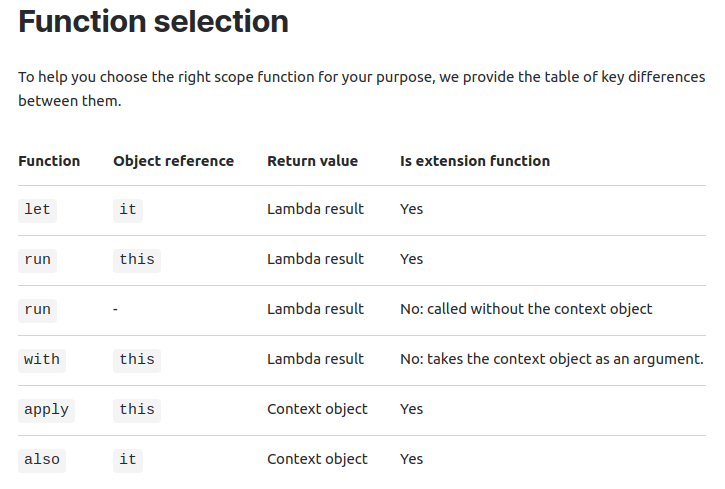 Function selection
To help you choose the right scope function for your purpose, we provide the table of key differences
between them.
Function Object reference Return value Is extension function
let it Lambda result Yes
run this Lambda result Yes
run - Lambda result No: called without the context object
with this Lambda result No: takes the context object as an argument.
apply this Context object Yes
also it Context object Yes